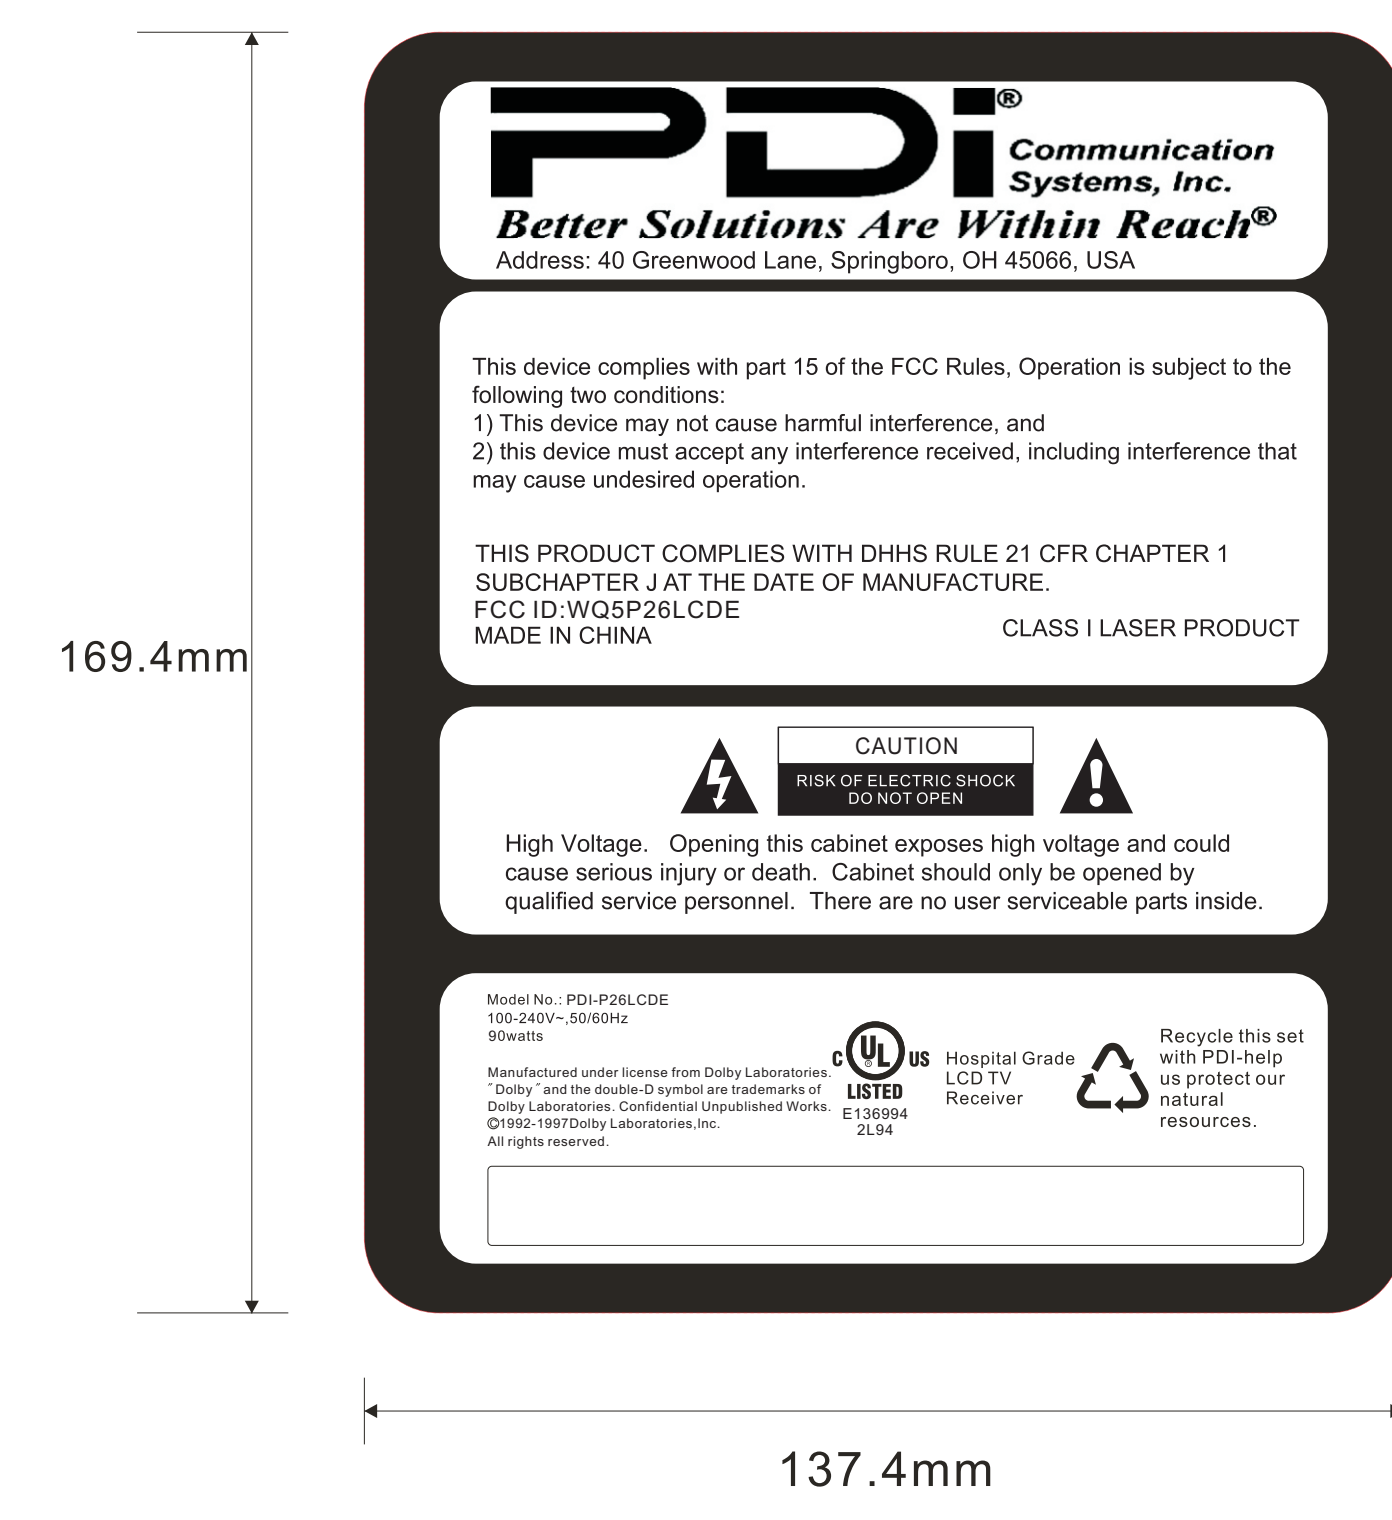 PDi®
Communication
Systems, Inc.
Better Solutions Are Within Reach®
Address: 40 Greenwood Lane, Springboro, OH 45066, USA
This device complies with part 15 of the FCC Rules, Operation is subject to the
following two conditions:
1) This device may not cause harmful interference, and
2) this device must accept any interference received, including interference that
may cause undesired operation.
THIS PRODUCT COMPLIES WITH DHHS RULE 21 CFR CHAPTER 1
SUBCHAPTER J AT THE DATE OF MANUFACTURE.
FCC ID:WQ5P26LCDE
MADE IN CHINA
CLASS I LASER PRODUCT
169.4mm
CAUTION
RISK OF ELECTRIC SHOCK
DO NOT OPEN
High Voltage. Opening this cabinet exposes high voltage and could
cause serious injury or death. Cabinet should only be opened by
qualified service personnel. There are no user serviceable parts inside.
Model No.: PDI-P26LCDE
100-240V~,50/60Hz
90watts
Manufactured under license from Dolby Laboratories.
˝Dolby˝and the double-D symbol are trademarks of
Dolby Laboratories. Confidential Unpublished Works.
©1992-1997Dolby Laboratories,Inc.
All rights reserved.
C UL® US
LISTED
E136994
2L94
Hospital Grade
LCD TV
Receiver
Recycle this set
with PDI-help
us protect our
natural
resources.
137.4mm